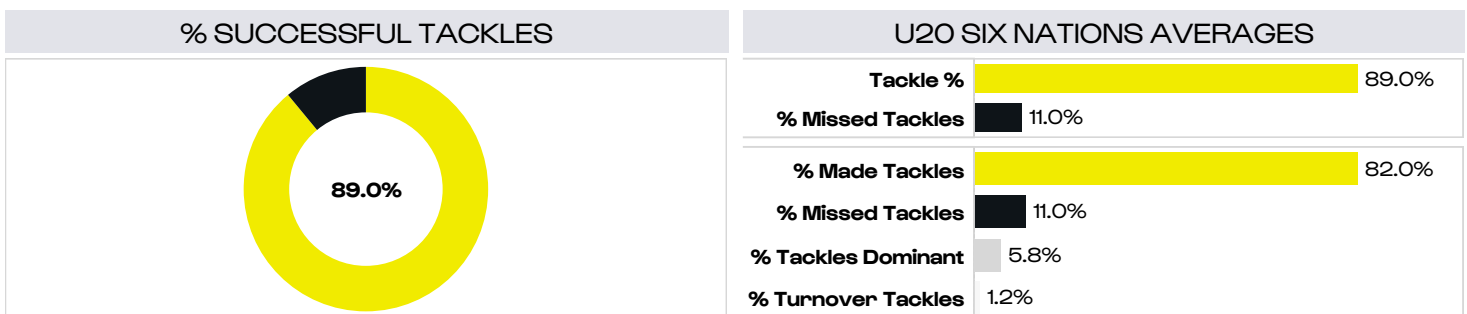 % SUCCESSFUL TACKLES
89.0%
U20 SIX NATIONS AVERAGES
Tackle % 89.0%
% Missed Tackles 11.0%
% Made Tackles 82.0%
% Missed Tackles 11.0%
% Tackles Dominant 5.8%
% Turnover Tackles 1.2%